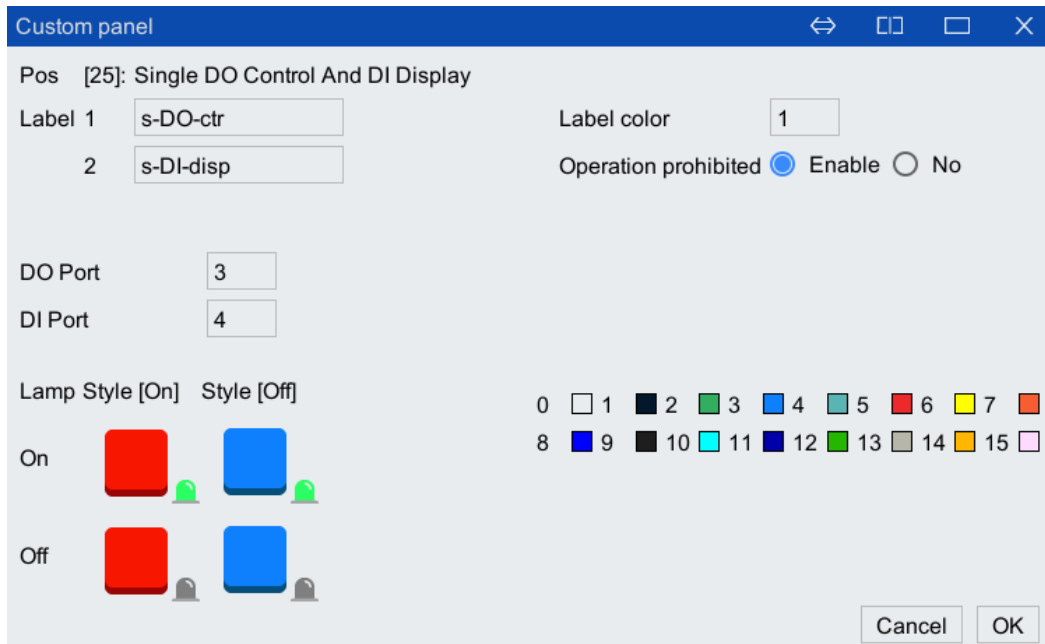 Custom panel
Pos [25]: Single DO Control And DI Display
Label 1 s-DO-ctr Label color 1
2 s-DI-disp Operation prohibited Enable No
DO Port 3
DI Port 4
Lamp Style [On] Style [Off]
0 1 2 3 4 5 6 7
8 9 10 11 12 13 14 15
On
Off
Cancel OK